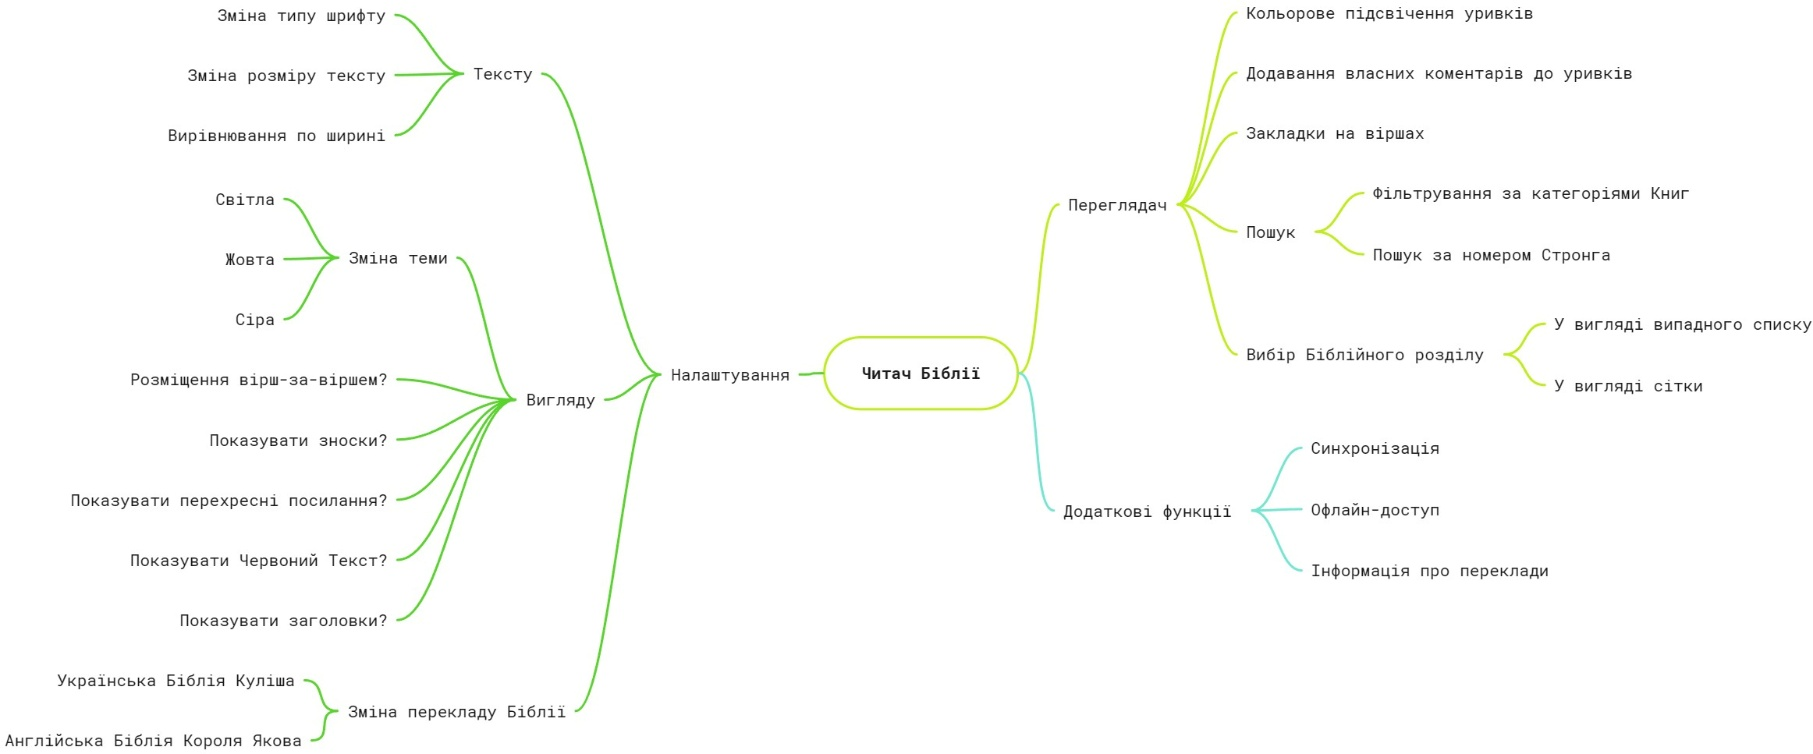 Читач Біблії
Налаштування
Тексту
Зміна типу шрифту
Зміна розміру тексту
Вирівнювання по ширині
Вигляду
Зміна теми
Світла
Жовта
Сіра
Розміщення вірш-за-віршем?
Показувати зноски?
Показувати перехресні посилання?
Показувати Червоний Текст?
Показувати заголовки?
Зміна перекладу Біблії
Українська Біблія Куліша
Англійська Біблія Короля Якова
Переглядач
Кольорове підсвічення уривків
Додавання власних коментарів до уривків
Закладки на віршах
Пошук
Фільтрування за категоріями Книг
Пошук за номером Стронга
Вибір Біблійного розділу
У вигляді випадного списку
У вигляді сітки
Додаткові функції
Синхронізація
Офлайн-доступ
Інформація про переклади